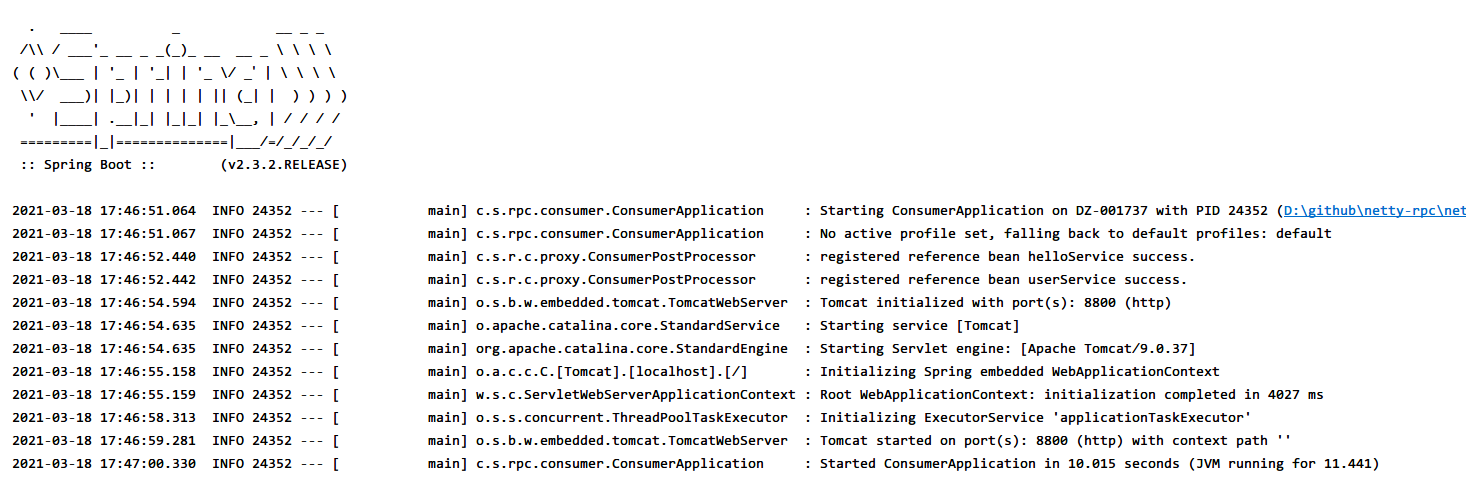 .   ____          _            __ _ _
 /\\ / ___'_ __ _ _(_)_ __  __ _ \ \ \ \
( ( )\___ | '_ | '_| | '_ \/ _` | \ \ \ \
 \\/  ___)| |_)| | | | | || (_| |  ) ) ) )
  '  |____| .__|_| |_|_| |_\__, | / / / /
 =========|_|==============|___/=/_/_/_/
 :: Spring Boot ::        (v2.3.2.RELEASE)
2021-03-18 17:46:51.064  INFO 24352 --- [           main] c.s.rpc.consumer.ConsumerApplication     : Starting ConsumerApplication on DZ-001737 with PID 24352 (D:\github\netty-rpc\net
2021-03-18 17:46:51.067  INFO 24352 --- [           main] c.s.rpc.consumer.ConsumerApplication     : No active profile set, falling back to default profiles: default
2021-03-18 17:46:52.440  INFO 24352 --- [           main] c.s.r.c.proxy.ConsumerPostProcessor      : registered reference bean helloService success.
2021-03-18 17:46:52.442  INFO 24352 --- [           main] c.s.r.c.proxy.ConsumerPostProcessor      : registered reference bean userService success.
2021-03-18 17:46:54.594  INFO 24352 --- [           main] o.s.b.w.embedded.tomcat.TomcatWebServer  : Tomcat initialized with port(s): 8800 (http)
2021-03-18 17:46:54.635  INFO 24352 --- [           main] o.apache.catalina.core.StandardService   : Starting service [Tomcat]
2021-03-18 17:46:54.635  INFO 24352 --- [           main] org.apache.catalina.core.StandardEngine  : Starting Servlet engine: [Apache Tomcat/9.0.37]
2021-03-18 17:46:55.158  INFO 24352 --- [           main] o.a.c.c.C.[Tomcat].[localhost].[/]       : Initializing Spring embedded WebApplicationContext
2021-03-18 17:46:55.159  INFO 24352 --- [           main] w.s.c.ServletWebServerApplicationContext : Root WebApplicationContext: initialization completed in 4027 ms
2021-03-18 17:46:58.313  INFO 24352 --- [           main] o.s.s.concurrent.ThreadPoolTaskExecutor  : Initializing ExecutorService 'applicationTaskExecutor'
2021-03-18 17:46:59.281  INFO 24352 --- [           main] o.s.b.w.embedded.tomcat.TomcatWebServer  : Tomcat started on port(s): 8800 (http) with context path ''
2021-03-18 17:47:00.330  INFO 24352 --- [           main] c.s.rpc.consumer.ConsumerApplication     : Started ConsumerApplication in 10.015 seconds (JVM running for 11.441)